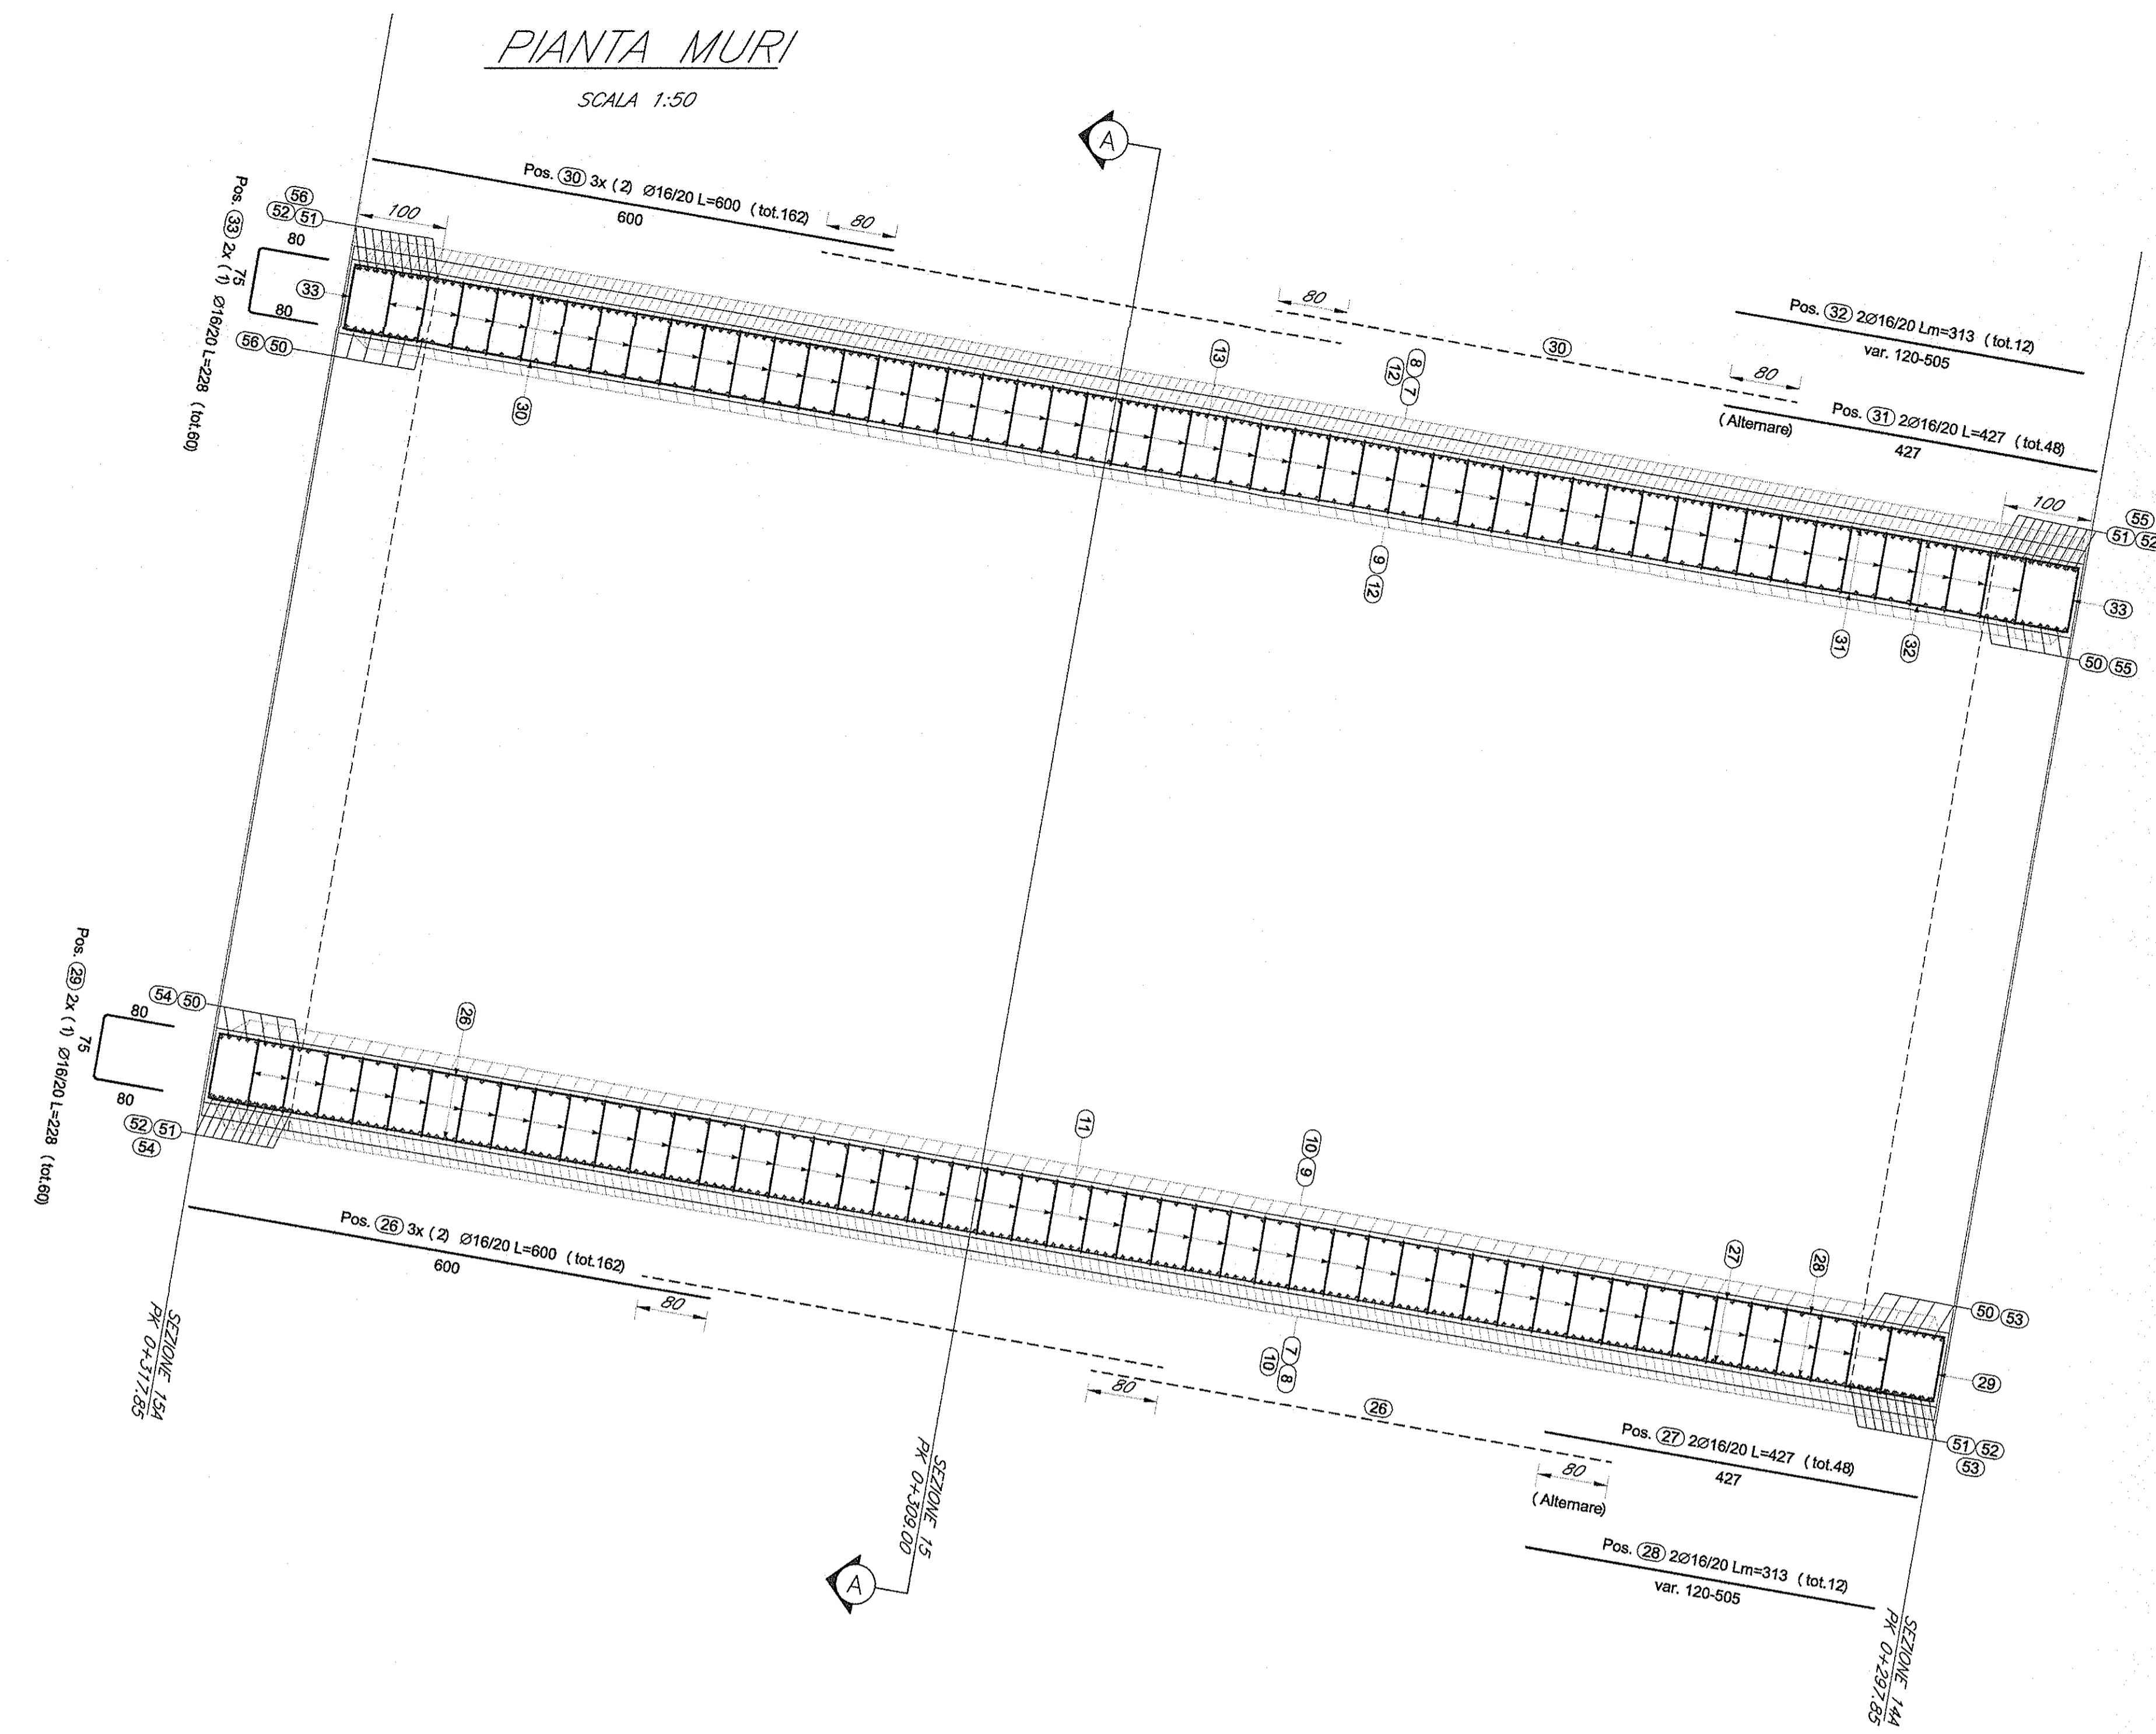 PIANTA MURI
SCALA 1:50
A
Pos. 30 3x (2) Ø16/20 L=600 (tot.162)
600
80
100
56
52 51
80
75
80
Pos. 33 2x (1) Ø16/20 L=228 (tot.60)
33
56 50
30
13
8 7
12
80
30
Pos. 32 2Ø16/20 Lm=313 (tot.12)
var. 120-505
80
Pos. 31 2Ø16/20 L=427 (tot.48)
(Alternare)
427
100
55
51 52
33
9 12
31
32
50 55
Pos. 29 2x (1) Ø16/20 L=228 (tot.60)
80
75
80
54 50
26
52 51
54
11
10 9
27
28
50 53
29
51 52
53
Pos. 26 3x (2) Ø16/20 L=600 (tot.162)
600
80
7 8
10
80
26
Pos. 27 2Ø16/20 L=427 (tot.48)
427
80
(Alternare)
Pos. 28 2Ø16/20 Lm=313 (tot.12)
var. 120-505
SEZIONE 15A
PK 0+317.85
SEZIONE 15
PK 0+309.00
A
SEZIONE 14A
PK 0+297.85